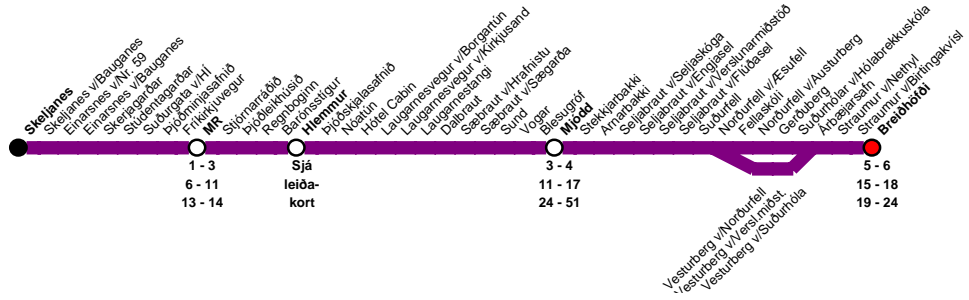 Skeljanes
Skeljanes v/Bauganes
Einarsnes v/Nr. 59
Einarsnes v/Bauganes
Skerjagarðar
Stúdentagarðar
Suðurgata v/HÍ
Þjóðminjasafnið
Fríkirkjuvegur
MR
Stjórnarráðið
Þjóðleikhúsið
Regnboginn
Barónsstígur
Hlemmur
Þjóðskjalasafnið
Nóatún
Hótel Cabin
Laugarnesvegur v/Borgartún
Laugarnesvegur v/Kirkjusand
Laugarnestangi
Dalbraut
Sæbraut v/Hrafnistu
Sæbraut v/Sægarða
Sund
Vogar
Blesugróf
Mjódd
Stekkjarbakki
Arnarbakki
Seljabraut v/Seljaskóga
Seljabraut v/Engjasel
Seljabraut v/Verslunarmiðstöð
Seljabraut v/Fluðasel
Suðurfell
Norðurfell v/Æsufell
Fellaskóli
Norðurfell v/Austurberg
Gerðuberg
Suðurhólar v/Hólabrekkuskóla
Árbæjarsafn
Straumur v/Nethyl
Straumur v/Birtingakvísl
Breiðhöfði
1 - 3
6 - 11
13 - 14
Sjá
leiða-
kort
3 - 4
11 - 17
24 - 51
5 - 6
15 - 18
19 - 24
Vesturberg v/Norðurfell
Vesturberg v/Versl.miðst.
Vesturberg v/Suðurhóla